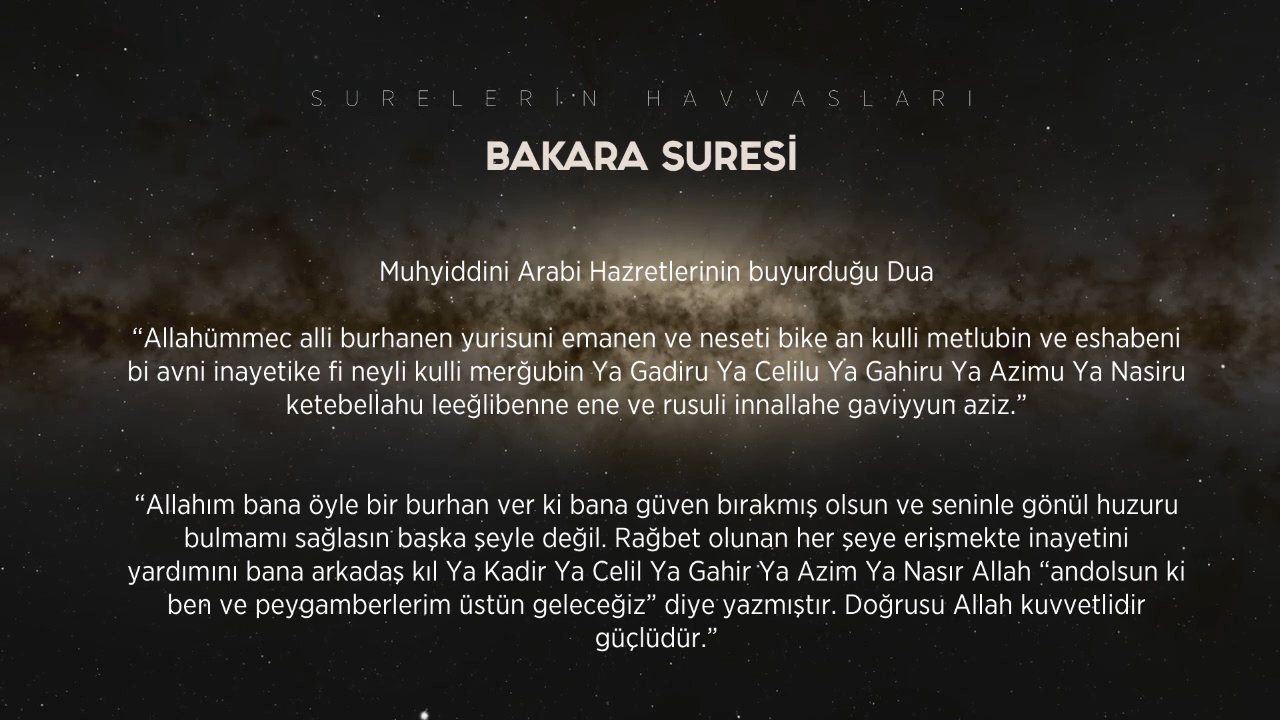 SURELERİN HAVVASLARI
BAKARA SURESİ
Muhyiddini Arabi Hazretlerinin buyurduğu Dua
“Allahümmec alli burhanen yurisuni emanen ve neseti bike an kulli metlubin ve eshabeni
bi avni inayetike fi neyli kulli merğubin Ya Gadiru Ya Celilu Ya Gahiru Ya Azimu Ya Nasiru
ketebellahu leeğlibenne ene ve rusuli innallahe gaviyyun aziz.”
“Allahım bana öyle bir burhan ver ki bana güven bırakmış olsun ve seninle gönül huzuru
bulmamı sağlasın başka şeyle değil. Rağbet olunan her şeye erişmekte inayetini
yardımını bana arkadaş kıl Ya Kadir Ya Celil Ya Gahir Ya Azim Ya Nasır Allah “andolsun ki
ben ve peygamberlerim üstün geleceğiz” diye yazmıştır. Doğrusu Allah kuvvetlidir
güçlüdür.”